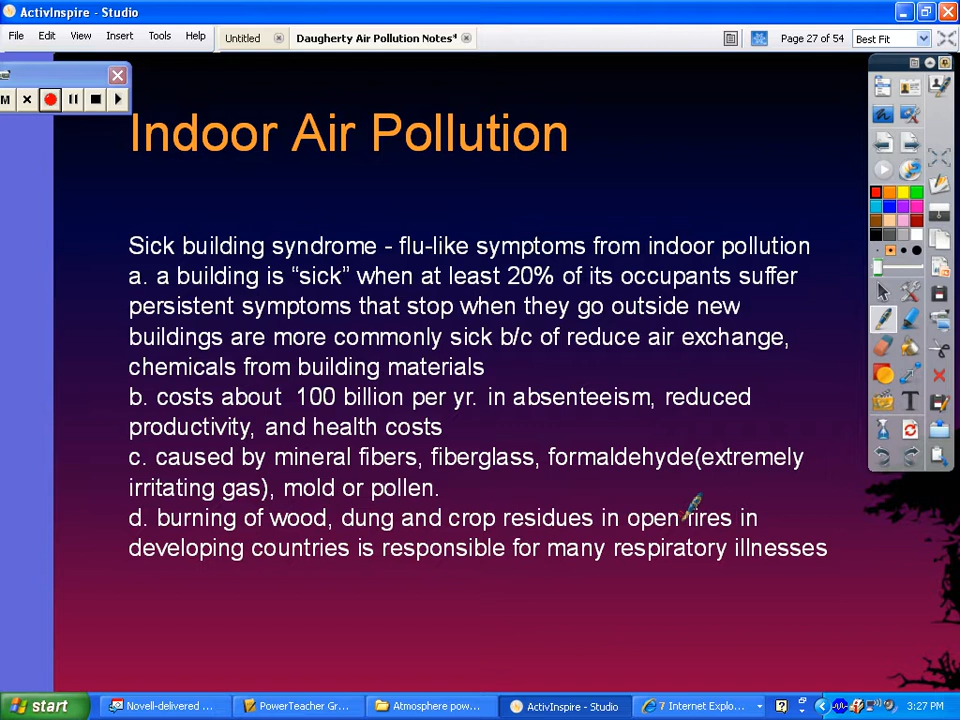 ActivInspire - Studio
File Edit View Insert Tools Help Untitled Daugherty Air Pollution Notes* Page 27 of 54 Best Fit
M
Indoor Air Pollution
Sick building syndrome - flu-like symptoms from indoor pollution
a. a building is “sick” when at least 20% of its occupants suffer
persistent symptoms that stop when they go outside new
buildings are more commonly sick b/c of reduce air exchange,
chemicals from building materials
b. costs about 100 billion per yr. in absenteeism, reduced
productivity, and health costs
c. caused by mineral fibers, fiberglass, formaldehyde(extremely
irritating gas), mold or pollen.
d. burning of wood, dung and crop residues in open fires in
developing countries is responsible for many respiratory illnesses
start Novell-delivered ... PowerTeacher Gr... Atmosphere pow... ActivInspire - Studio 7 Internet Explo... 3:27 PM